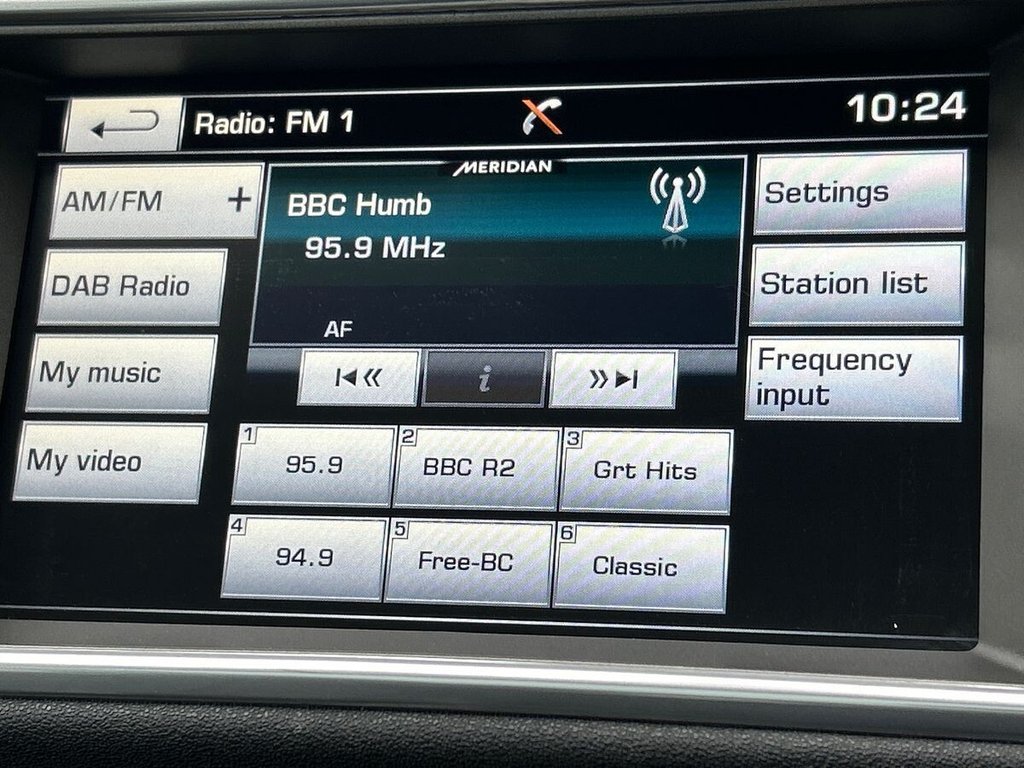 Radio: FM 1
10:24
AM/FM +
DAB Radio
My music
My video
MERIDIAN
BBC Humb
95.9 MHz
AF
i
1 95.9
2 BBC R2
3 Grt Hits
4 94.9
5 Free-BC
6 Classic
Settings
Station list
Frequency
input